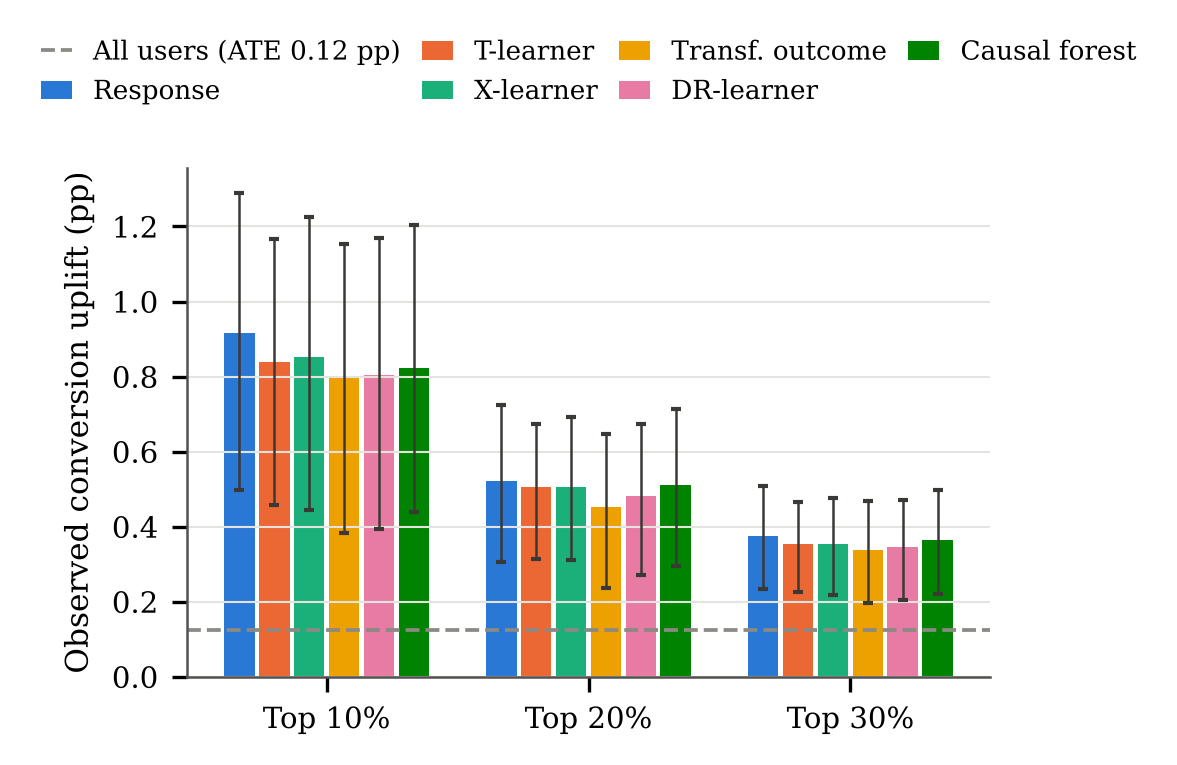 All users (ATE 0.12 pp) T-learner Transf. outcome Causal forest
Response X-learner DR-learner
Observed conversion uplift (pp)
1.2
1.0
0.8
0.6
0.4
0.2
0.0
Top 10% Top 20% Top 30%